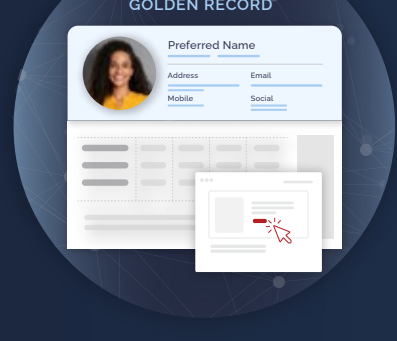 GOLDEN RECORD
Preferred Name
Address
Email
Mobile
Social